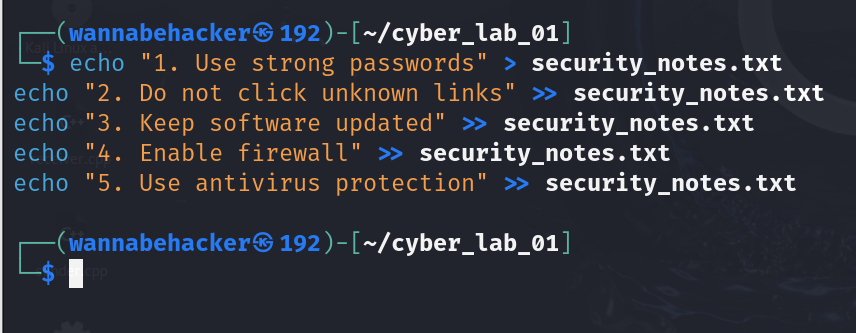 ┌──(wannabehacker㉿192)-[~/cyber_lab_01]
└─$ echo "1. Use strong passwords" > security_notes.txt
echo "2. Do not click unknown links" >> security_notes.txt
echo "3. Keep software updated" >> security_notes.txt
echo "4. Enable firewall" >> security_notes.txt
echo "5. Use antivirus protection" >> security_notes.txt
┌──(wannabehacker㉿192)-[~/cyber_lab_01]
└─$